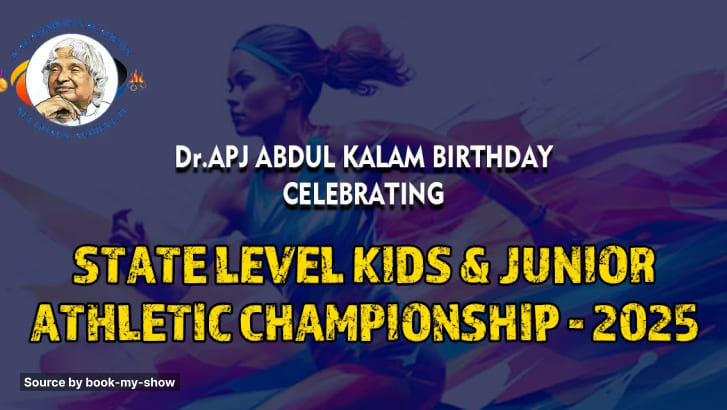 Dr.APJ ABDUL KALAM BIRTHDAY
CELEBRATING
STATE LEVEL KIDS & JUNIOR
ATHLETIC CHAMPIONSHIP - 2025
Source by book-my-show